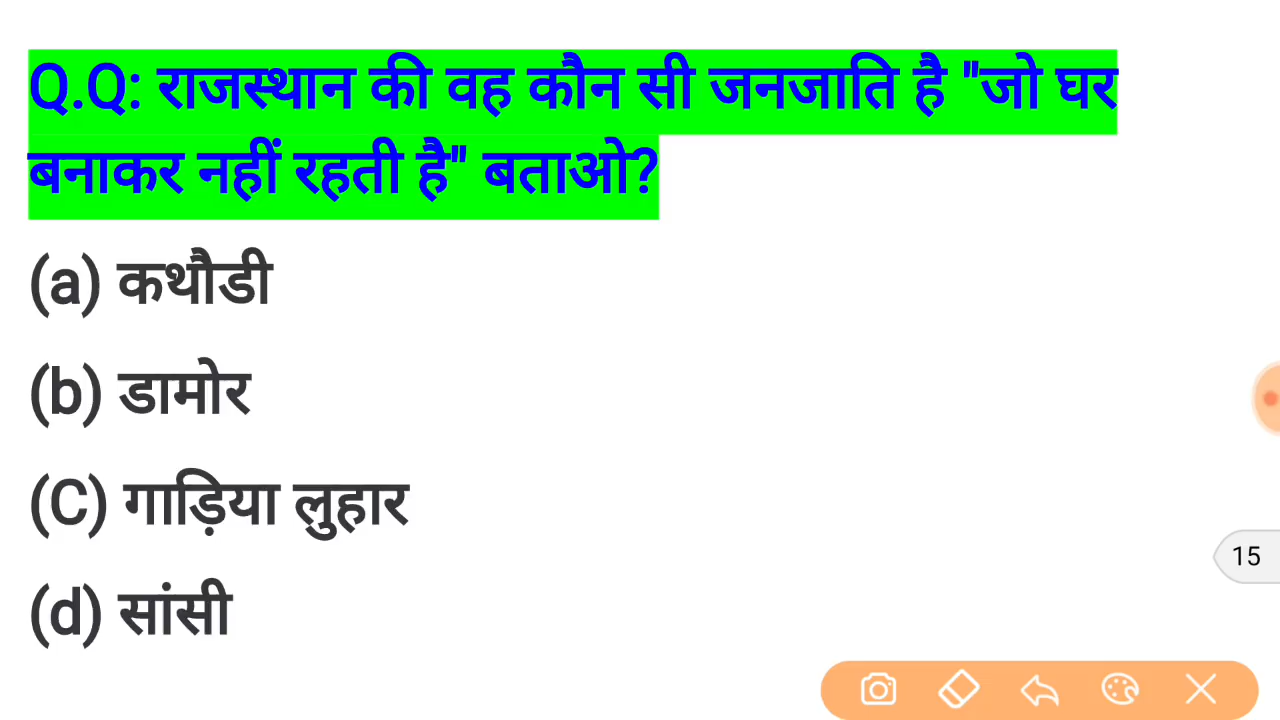 Q.Q: राजस्थान की वह कौन सी जनजाति है "जो घर
बनाकर नहीं रहती है" बताओ?
(a) कथौडी
(b) डामोर
(C) गाड़िया लुहार
(d) सांसी
15